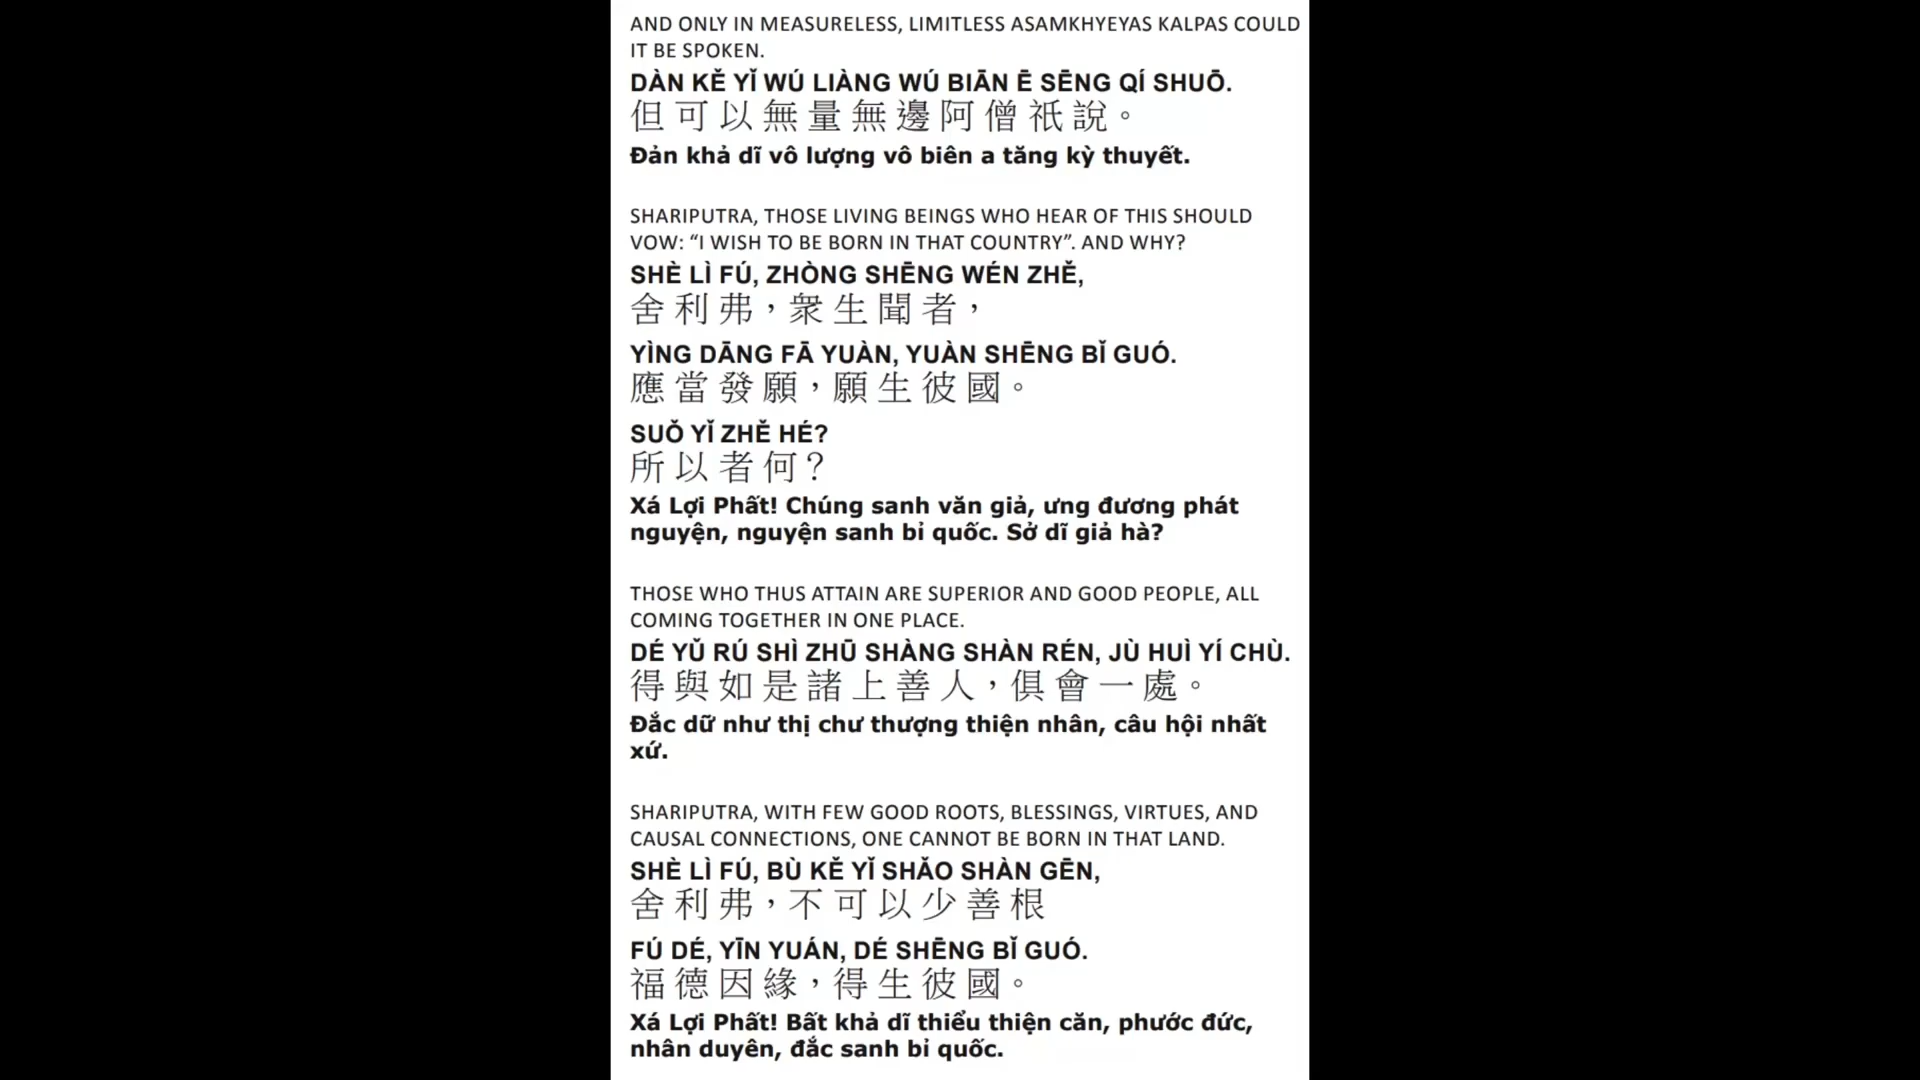 AND ONLY IN MEASURELESS, LIMITLESS ASAMKHYEYAS KALPAS COULD
IT BE SPOKEN.
DÀN KĚ YǏ WÚ LIÀNG WÚ BIĀN Ē SĒNG QÍ SHUŌ.
但可以無量無邊阿僧祇說。
Đản khả dĩ vô lượng vô biên a tăng kỳ thuyết.
SHARIPUTRA, THOSE LIVING BEINGS WHO HEAR OF THIS SHOULD
VOW: “I WISH TO BE BORN IN THAT COUNTRY”. AND WHY?
SHÈ LÌ FÚ, ZHÒNG SHĒNG WÉN ZHĚ,
舍利弗，衆生聞者，
YÌNG DĀNG FĀ YUÀN, YUÀN SHĒNG BǏ GUÓ.
應當發願，願生彼國。
SUǑ YǏ ZHĚ HÉ?
所以者何？
Xá Lợi Phất! Chúng sanh văn giả, ưng đương phát
nguyện, nguyện sanh bỉ quốc. Sở dĩ giả hà?
THOSE WHO THUS ATTAIN ARE SUPERIOR AND GOOD PEOPLE, ALL
COMING TOGETHER IN ONE PLACE.
DÉ YǓ RÚ SHÌ ZHŪ SHÀNG SHÀN RÉN, JÙ HUÌ YÍ CHÙ.
得與如是諸上善人，俱會一處。
Đắc dữ như thị chư thượng thiện nhân, câu hội nhất
xứ.
SHARIPUTRA, WITH FEW GOOD ROOTS, BLESSINGS, VIRTUES, AND
CAUSAL CONNECTIONS, ONE CANNOT BE BORN IN THAT LAND.
SHÈ LÌ FÚ, BÙ KĚ YǏ SHǍO SHÀN GĒN,
舍利弗，不可以少善根
FÚ DÉ, YĪN YUÁN, DÉ SHĒNG BǏ GUÓ.
福德因緣，得生彼國。
Xá Lợi Phất! Bất khả dĩ thiểu thiện căn, phước đức,
nhân duyên, đắc sanh bỉ quốc.